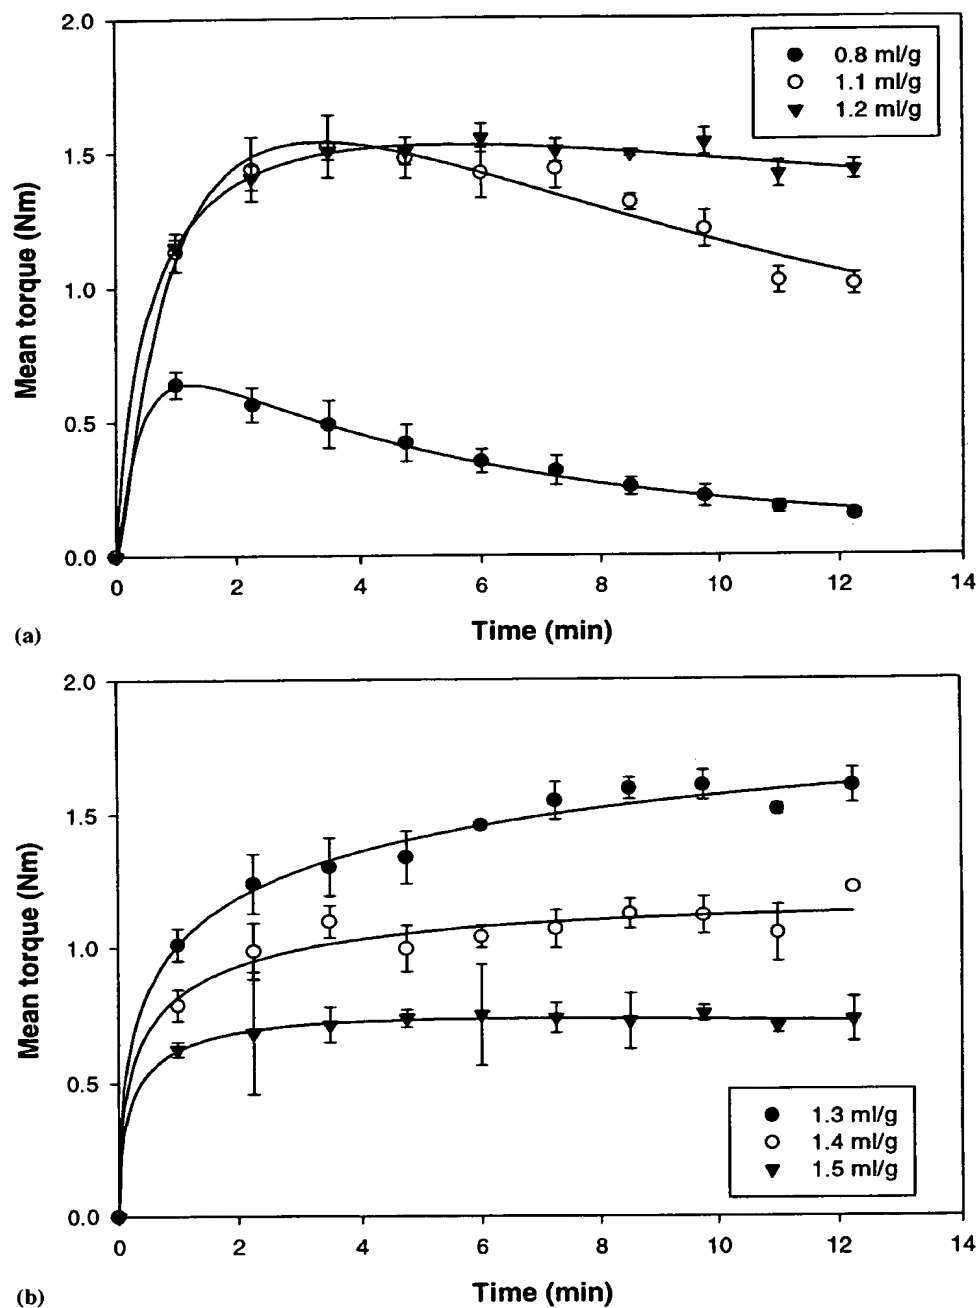 2.0
1.5
1.0
0.5
0.0
Mean torque (Nm)
0.8 ml/g
1.1 ml/g
1.2 ml/g
0 2 4 6 8 10 12 14
Time (min)
(a)
2.0
1.5
1.0
0.5
0.0
Mean torque (Nm)
1.3 ml/g
1.4 ml/g
1.5 ml/g
0 2 4 6 8 10 12 14
Time (min)
(b)